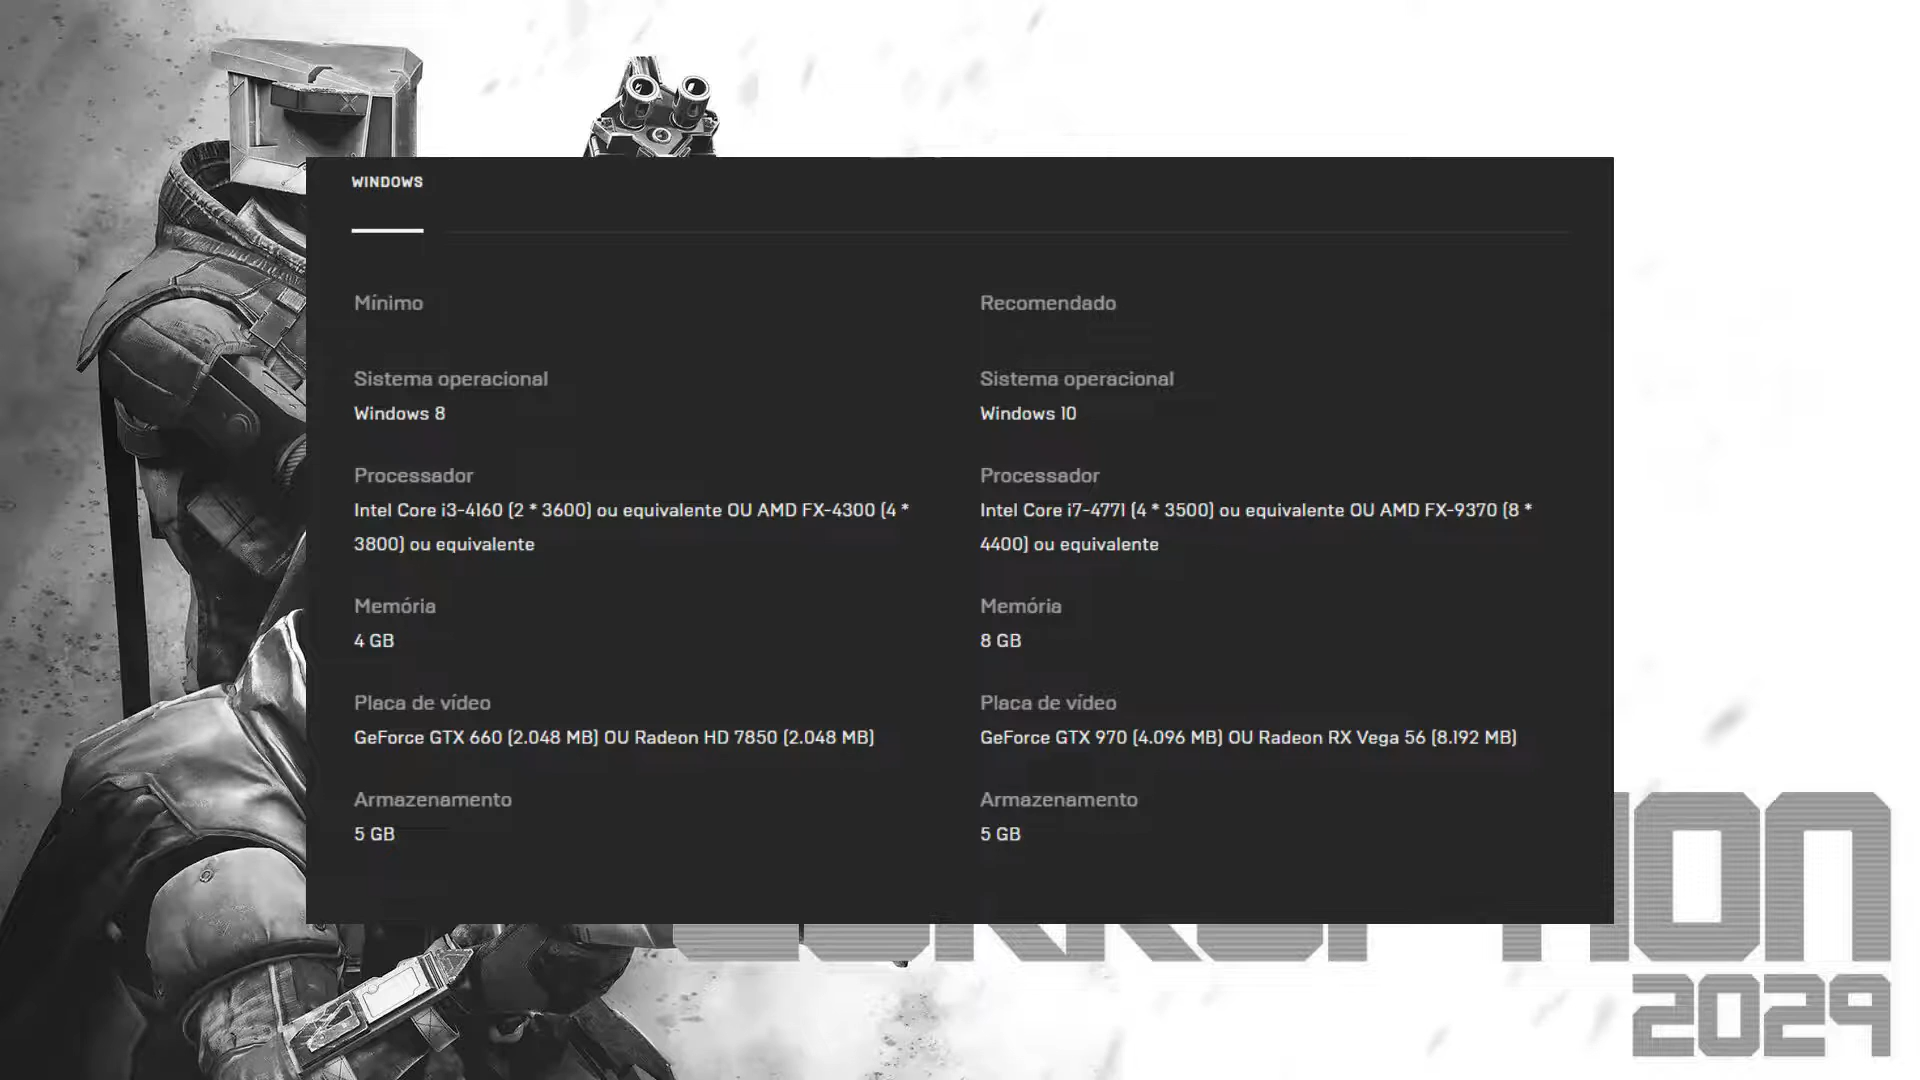 WINDOWS
Mínimo
Sistema operacional
Windows 8
Processador
Intel Core i3-4160 (2 * 3600) ou equivalente OU AMD FX-4300 (4 *
3800) ou equivalente
Memória
4 GB
Placa de vídeo
GeForce GTX 660 (2.048 MB) OU Radeon HD 7850 (2.048 MB)
Armazenamento
5 GB
Recomendado
Sistema operacional
Windows 10
Processador
Intel Core i7-4771 (4 * 3500) ou equivalente OU AMD FX-9370 (8 *
4400) ou equivalente
Memória
8 GB
Placa de vídeo
GeForce GTX 970 (4.096 MB) OU Radeon RX Vega 56 (8.192 MB)
Armazenamento
5 GB
2029